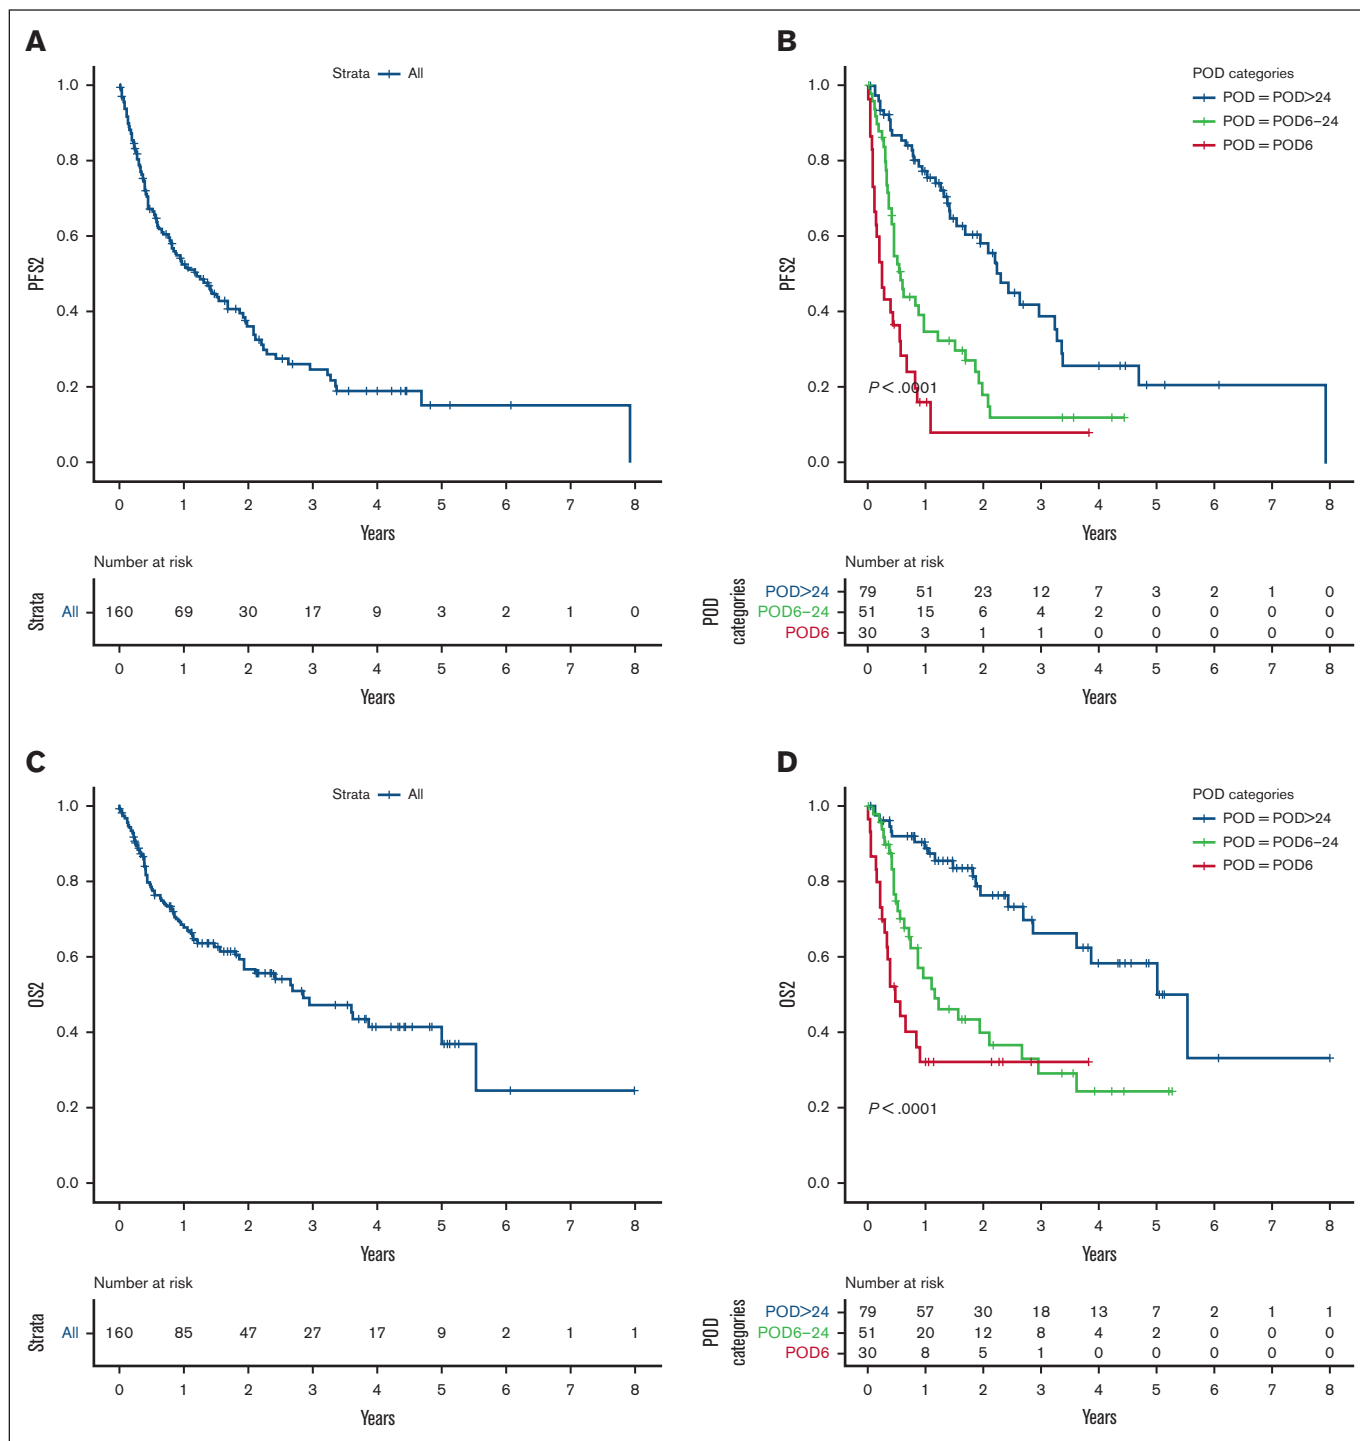 A
Strata All
PFS2
1.0
0.8
0.6
0.4
0.2
0.0
0 1 2 3 4 5 6 7 8
Years
Number at risk
Strata
All 160 69 30 17 9 3 2 1 0
0 1 2 3 4 5 6 7 8
Years
B
POD categories
POD = POD>24
POD = POD6–24
POD = POD6
PFS2
1.0
0.8
0.6
0.4
0.2
0.0
P < .0001
0 1 2 3 4 5 6 7 8
Years
Number at risk
POD
categories
POD>24 79 51 23 12 7 3 2 1 0
POD6–24 51 15 6 4 2 0 0 0 0
POD6 30 3 1 1 0 0 0 0 0
0 1 2 3 4 5 6 7 8
Years
C
Strata All
OS2
1.0
0.8
0.6
0.4
0.2
0.0
0 1 2 3 4 5 6 7 8
Years
Number at risk
Strata
All 160 85 47 27 17 9 2 1 1
0 1 2 3 4 5 6 7 8
Years
D
POD categories
POD = POD>24
POD = POD6–24
POD = POD6
OS2
1.0
0.8
0.6
0.4
0.2
0.0
P < .0001
0 1 2 3 4 5 6 7 8
Years
Number at risk
POD
categories
POD>24 79 57 30 18 13 7 2 1 1
POD6–24 51 20 12 8 4 2 0 0 0
POD6 30 8 5 1 0 0 0 0 0
0 1 2 3 4 5 6 7 8
Years